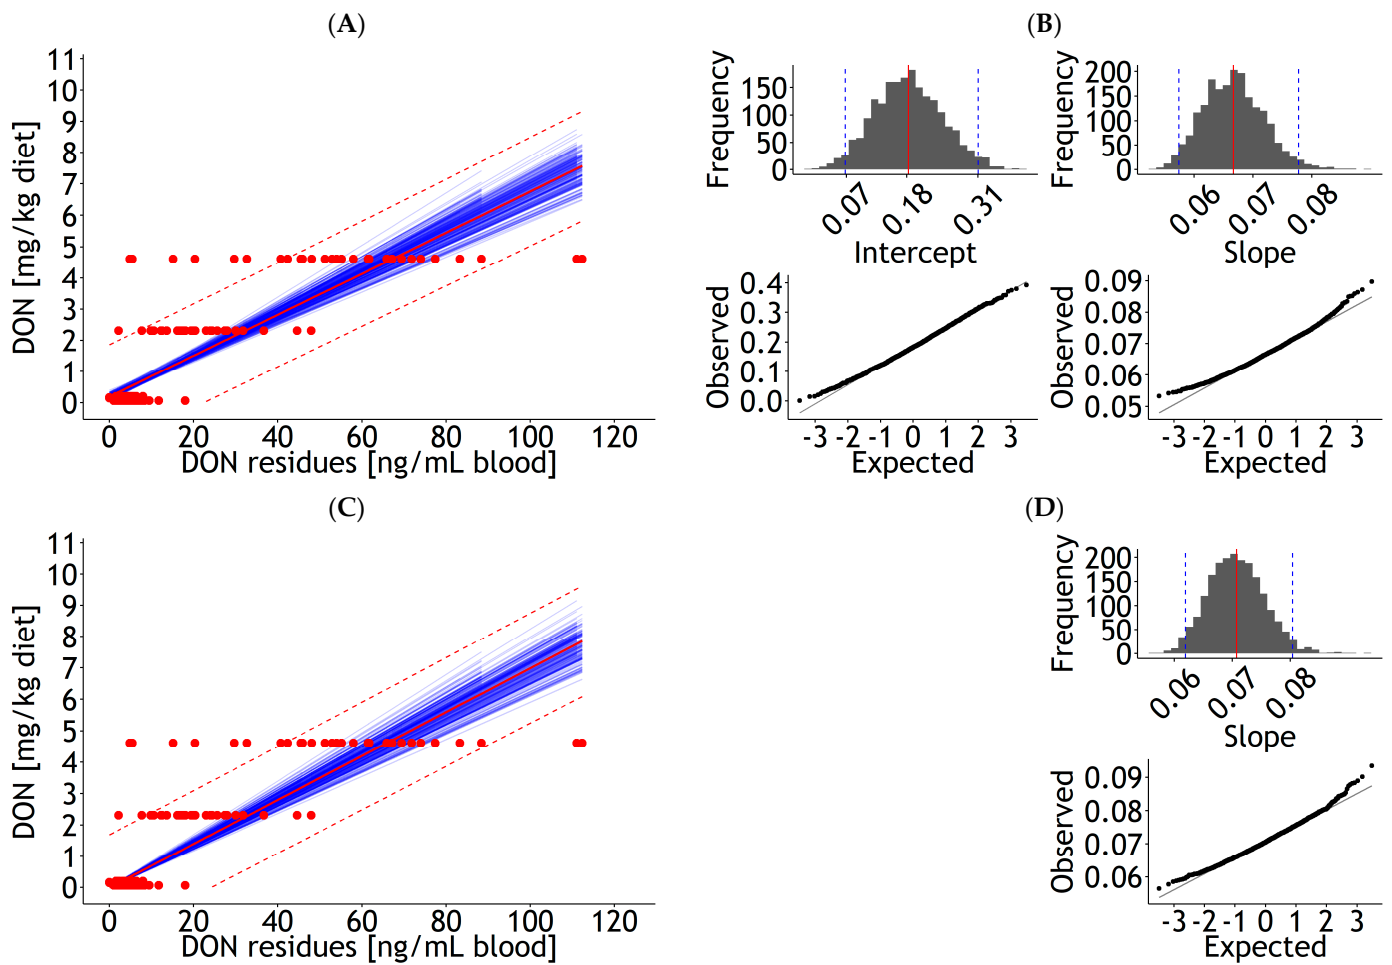 (A)
11
10
9
8
7
6
5
4
3
2
1
0
DON [mg/kg diet]
0 20 40 60 80 100 120
DON residues [ng/mL blood]
(B)
Frequency
150
100
50
0
0.07 0.18 0.31
Intercept
Frequency
200
150
100
50
0
0.06 0.07 0.08
Slope
Observed
0.4
0.3
0.2
0.1
0.0
-3 -2 -1 0 1 2 3
Expected
Observed
0.09
0.08
0.07
0.06
0.05
-3 -2 -1 0 1 2 3
Expected
(C)
11
10
9
8
7
6
5
4
3
2
1
0
DON [mg/kg diet]
0 20 40 60 80 100 120
DON residues [ng/mL blood]
(D)
Frequency
200
150
100
50
0
0.06 0.07 0.08
Slope
Observed
0.09
0.08
0.07
0.06
-3 -2 -1 0 1 2 3
Expected